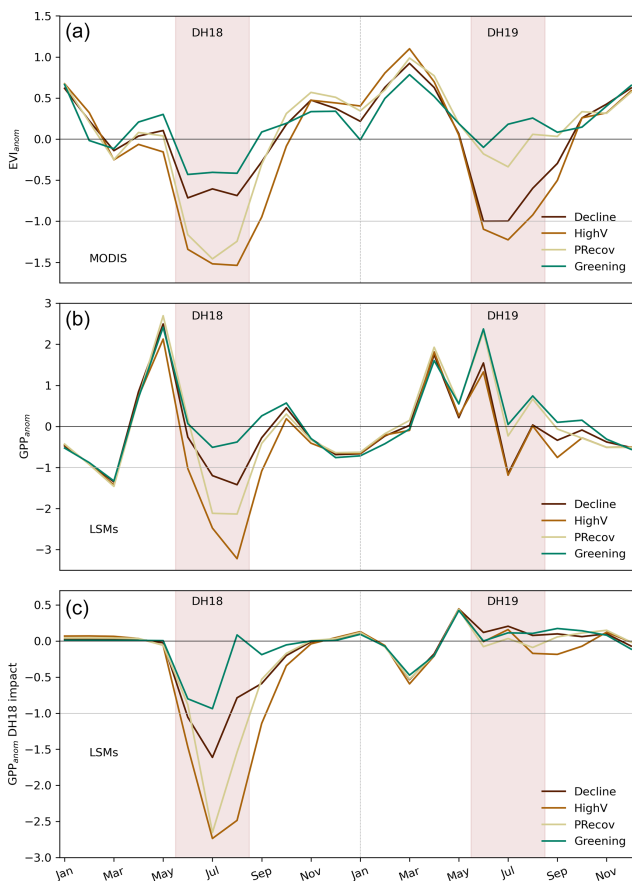 (a)
DH18
DH19
1.5
1.0
0.5
0.0
−0.5
−1.0
−1.5
EVI_anom
MODIS
Decline
HighV
PRecov
Greening
(b)
DH18
DH19
3
2
1
0
−1
−2
−3
GPP_anom
LSMs
Decline
HighV
PRecov
Greening
(c)
DH18
DH19
0.5
0.0
−0.5
−1.0
−1.5
−2.0
−2.5
−3.0
GPP_anom DH18 impact
LSMs
Decline
HighV
PRecov
Greening
Jan Mar May Jul Sep Nov Jan Mar May Jul Sep Nov